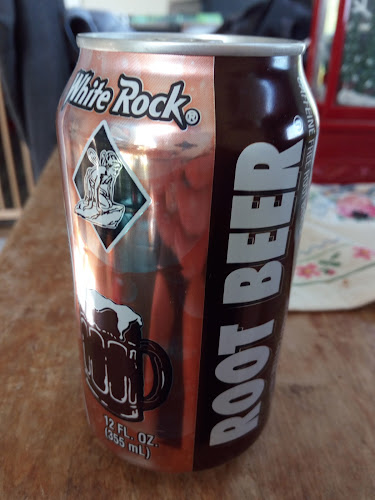 White Rock®
12 FL. OZ.
(355 mL)
ROOT BEER